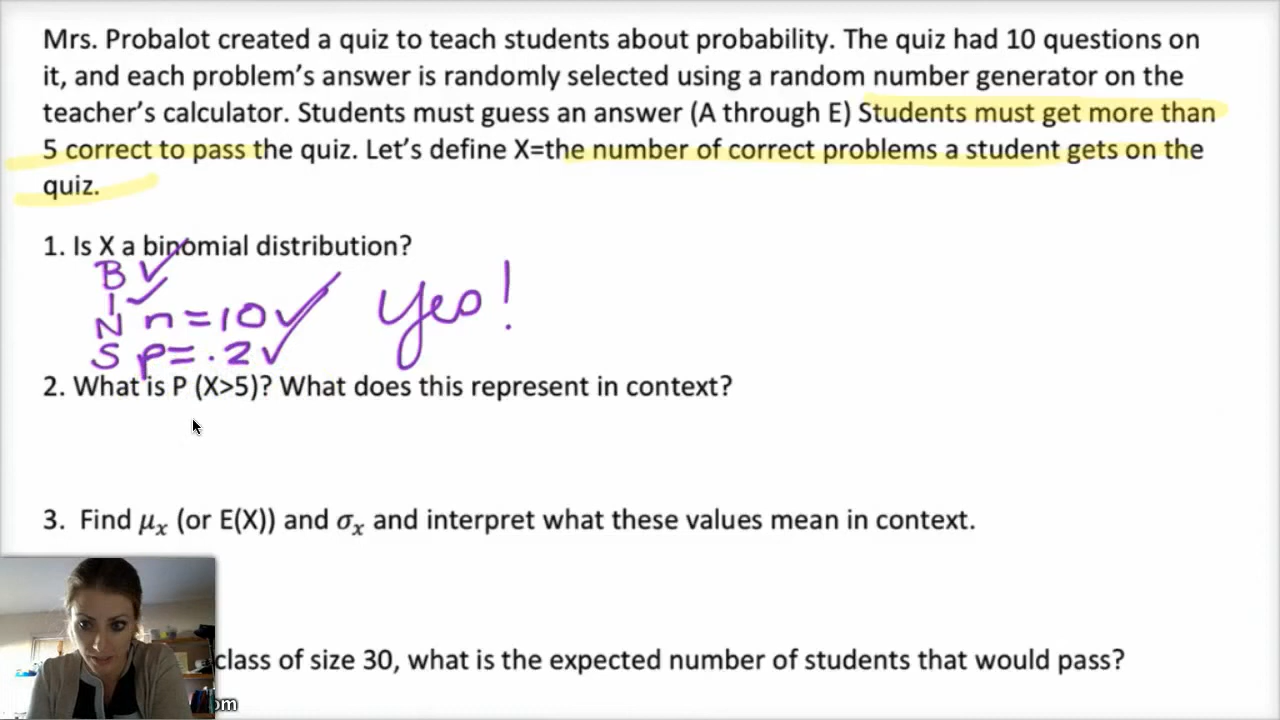 Mrs. Probalot created a quiz to teach students about probability. The quiz had 10 questions on
it, and each problem's answer is randomly selected using a random number generator on the
teacher's calculator. Students must guess an answer (A through E) Students must get more than
5 correct to pass the quiz. Let's define X=the number of correct problems a student gets on the
quiz.
1. Is X a binomial distribution?
B ✓
I ✓
N n = 10 ✓
S p = .2 ✓
Yes!
2. What is P (X>5)? What does this represent in context?
3. Find μₓ (or E(X)) and σₓ and interpret what these values mean in context.
class of size 30, what is the expected number of students that would pass?
om